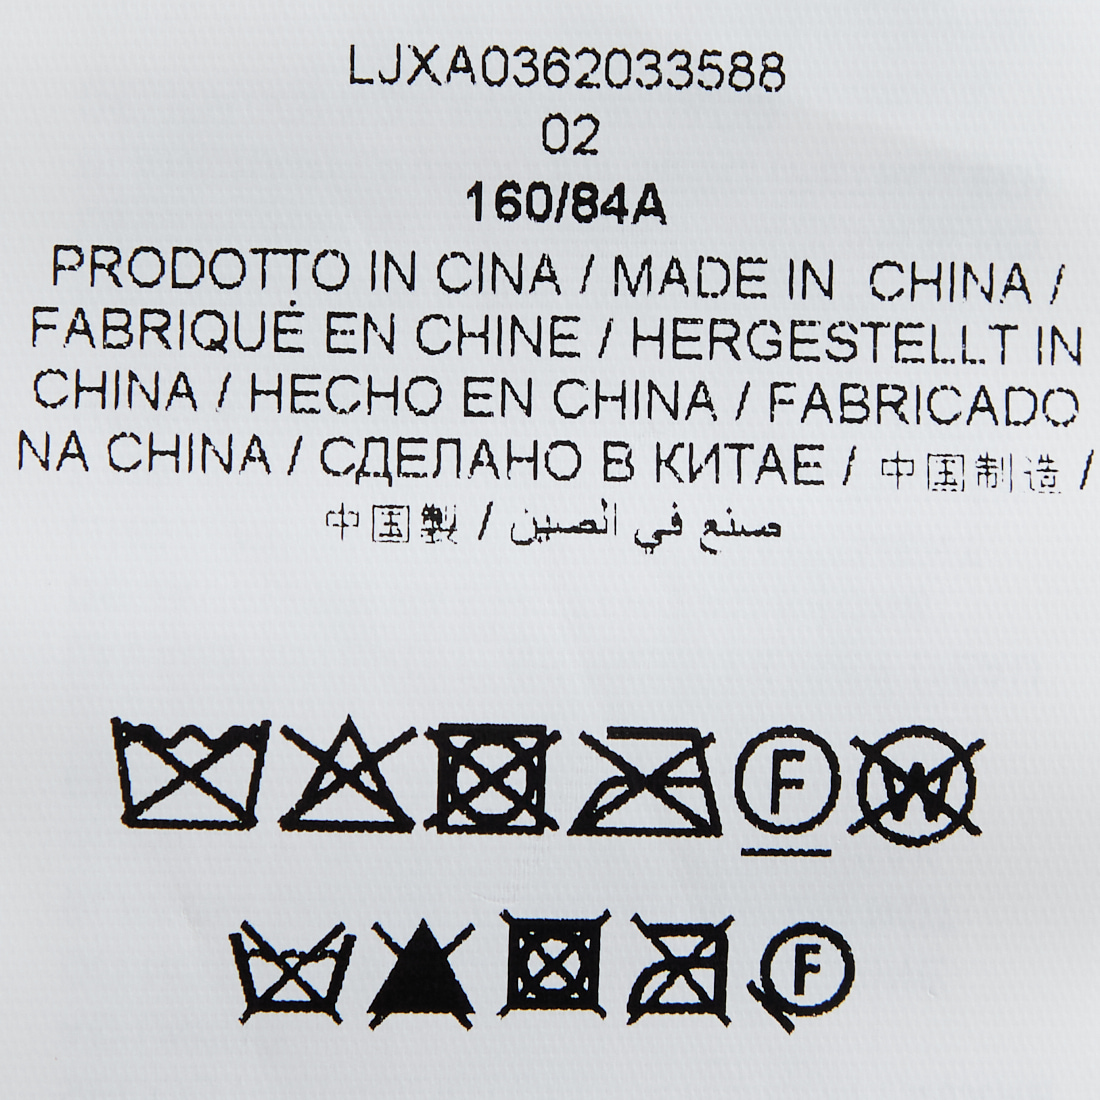 LJXA0362033588
02
160/84A
PRODOTTO IN CINA / MADE IN CHINA /
FABRIQUÉ EN CHINE / HERGESTELLT IN
CHINA / HECHO EN CHINA / FABRICADO
NA CHINA / СДЕЛАНО В КИТАЕ / 中国制造 /
中国製 / صنع في الصين
F W
F